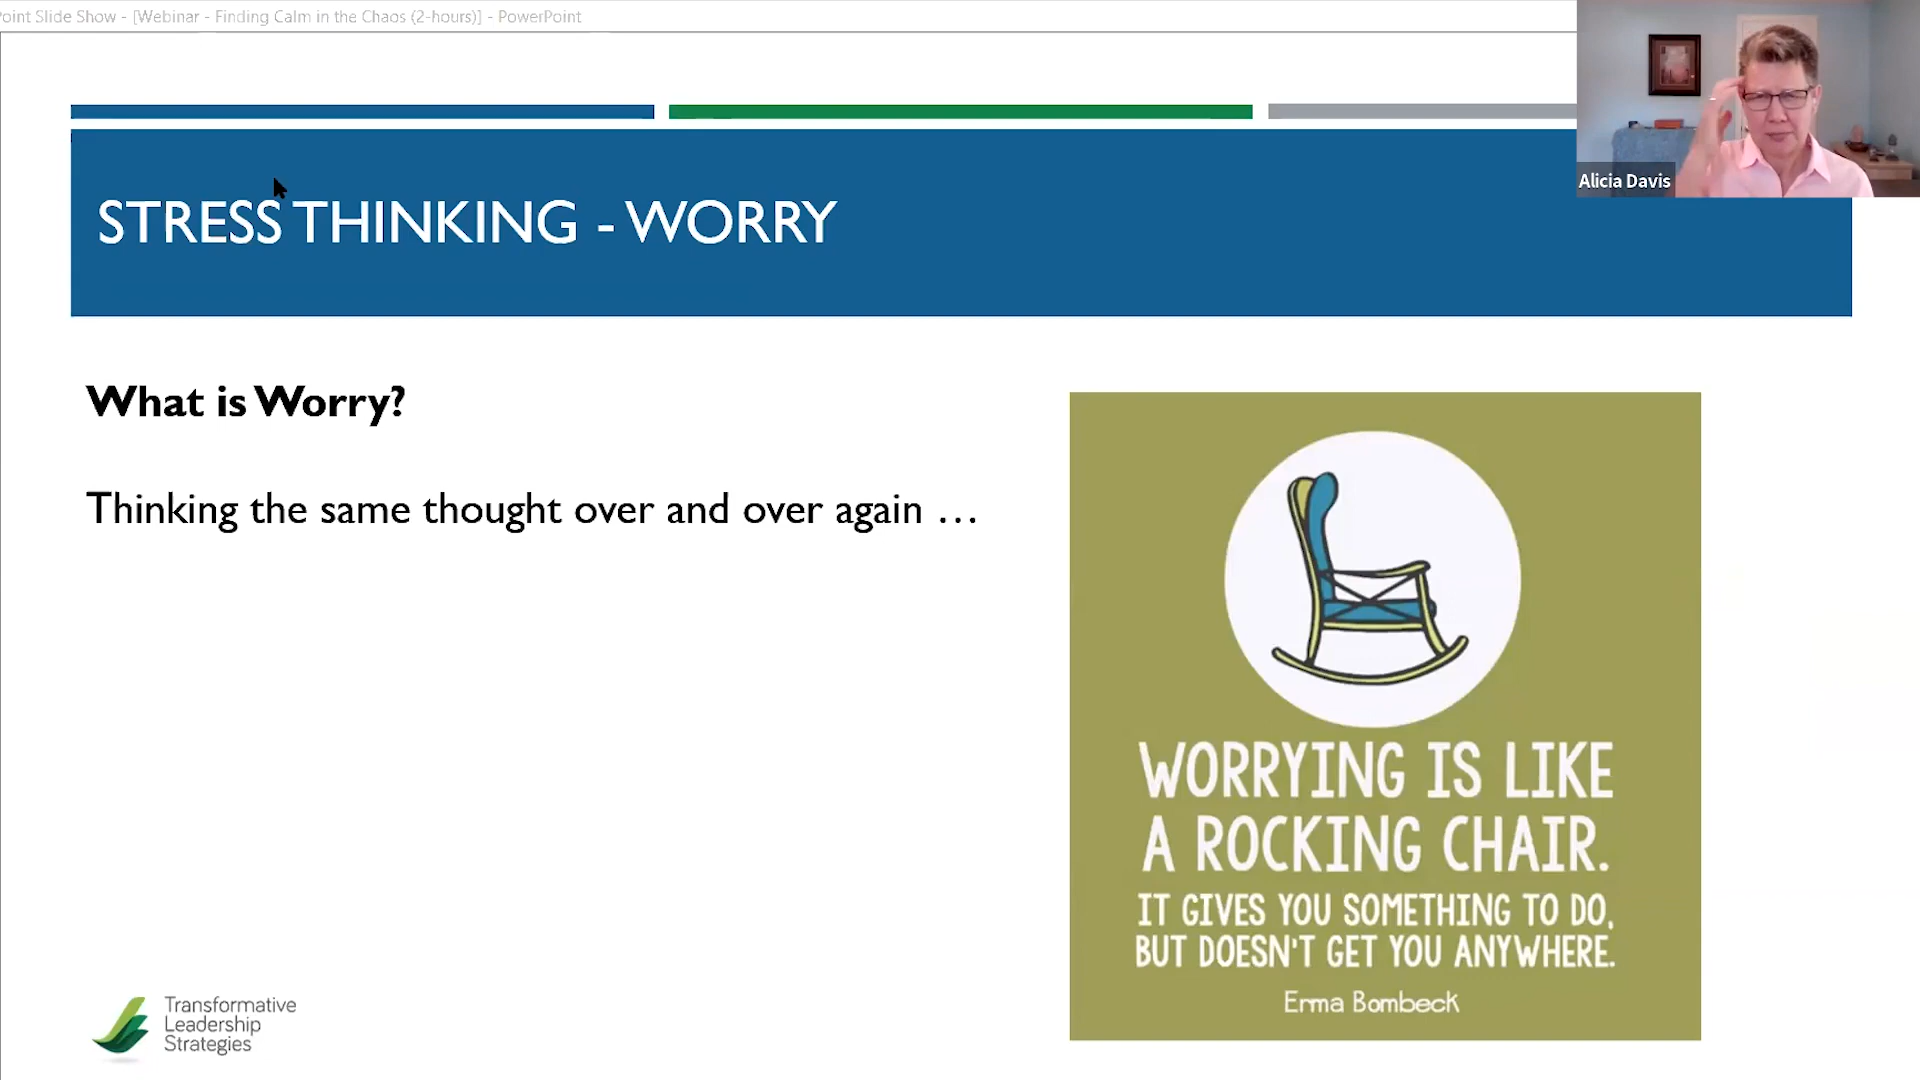 Point Slide Show - [Webinar - Finding Calm in the Chaos (2-hours)] - PowerPoint
Alicia Davis
STRESS THINKING - WORRY
What is Worry?
Thinking the same thought over and over again …
WORRYING IS LIKE
A ROCKING CHAIR.
IT GIVES YOU SOMETHING TO DO,
BUT DOESN'T GET YOU ANYWHERE.
Erma Bombeck
Transformative
Leadership
Strategies